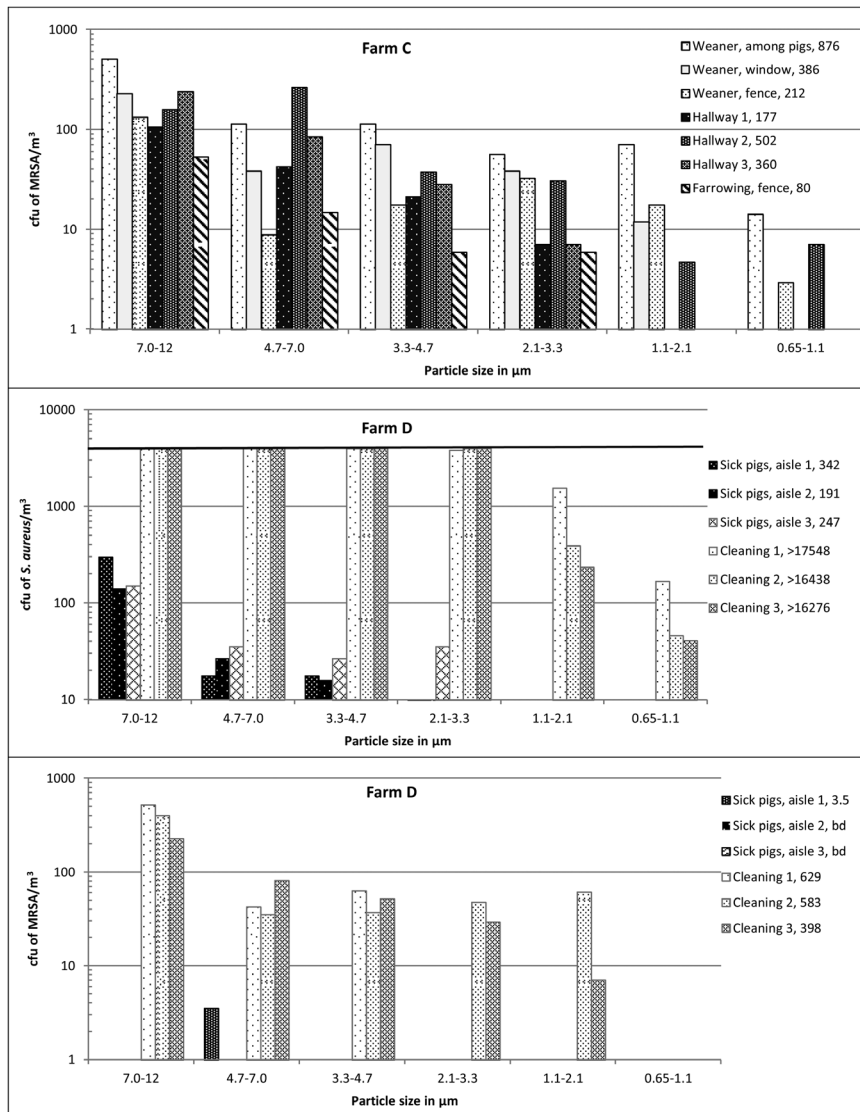 Farm C
1000
100
10
1
cfu of MRSA/m³
Weaner, among pigs, 876
Weaner, window, 386
Weaner, fence, 212
Hallway 1, 177
Hallway 2, 502
Hallway 3, 360
Farrowing, fence, 80
7.0-12 4.7-7.0 3.3-4.7 2.1-3.3 1.1-2.1 0.65-1.1
Particle size in µm
Farm D
10000
1000
100
10
cfu of S. aureus/m³
Sick pigs, aisle 1, 342
Sick pigs, aisle 2, 191
Sick pigs, aisle 3, 247
Cleaning 1, >17548
Cleaning 2, >16438
Cleaning 3, >16276
7.0-12 4.7-7.0 3.3-4.7 2.1-3.3 1.1-2.1 0.65-1.1
Particle size in µm
Farm D
1000
100
10
1
cfu of MRSA/m³
Sick pigs, aisle 1, 3.5
Sick pigs, aisle 2, bd
Sick pigs, aisle 3, bd
Cleaning 1, 629
Cleaning 2, 583
Cleaning 3, 398
7.0-12 4.7-7.0 3.3-4.7 2.1-3.3 1.1-2.1 0.65-1.1
Particle size in µm